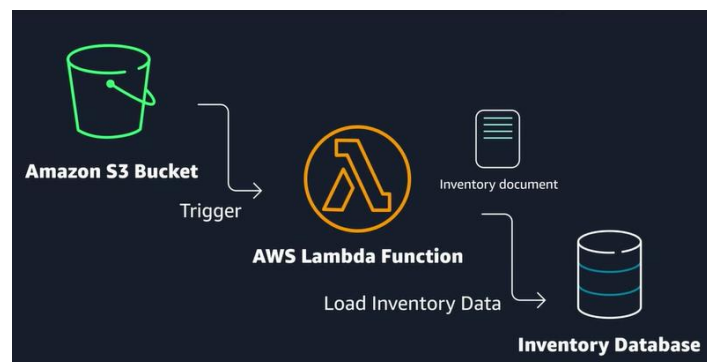 Amazon S3 Bucket
Trigger
Inventory document
AWS Lambda Function
Load Inventory Data
Inventory Database